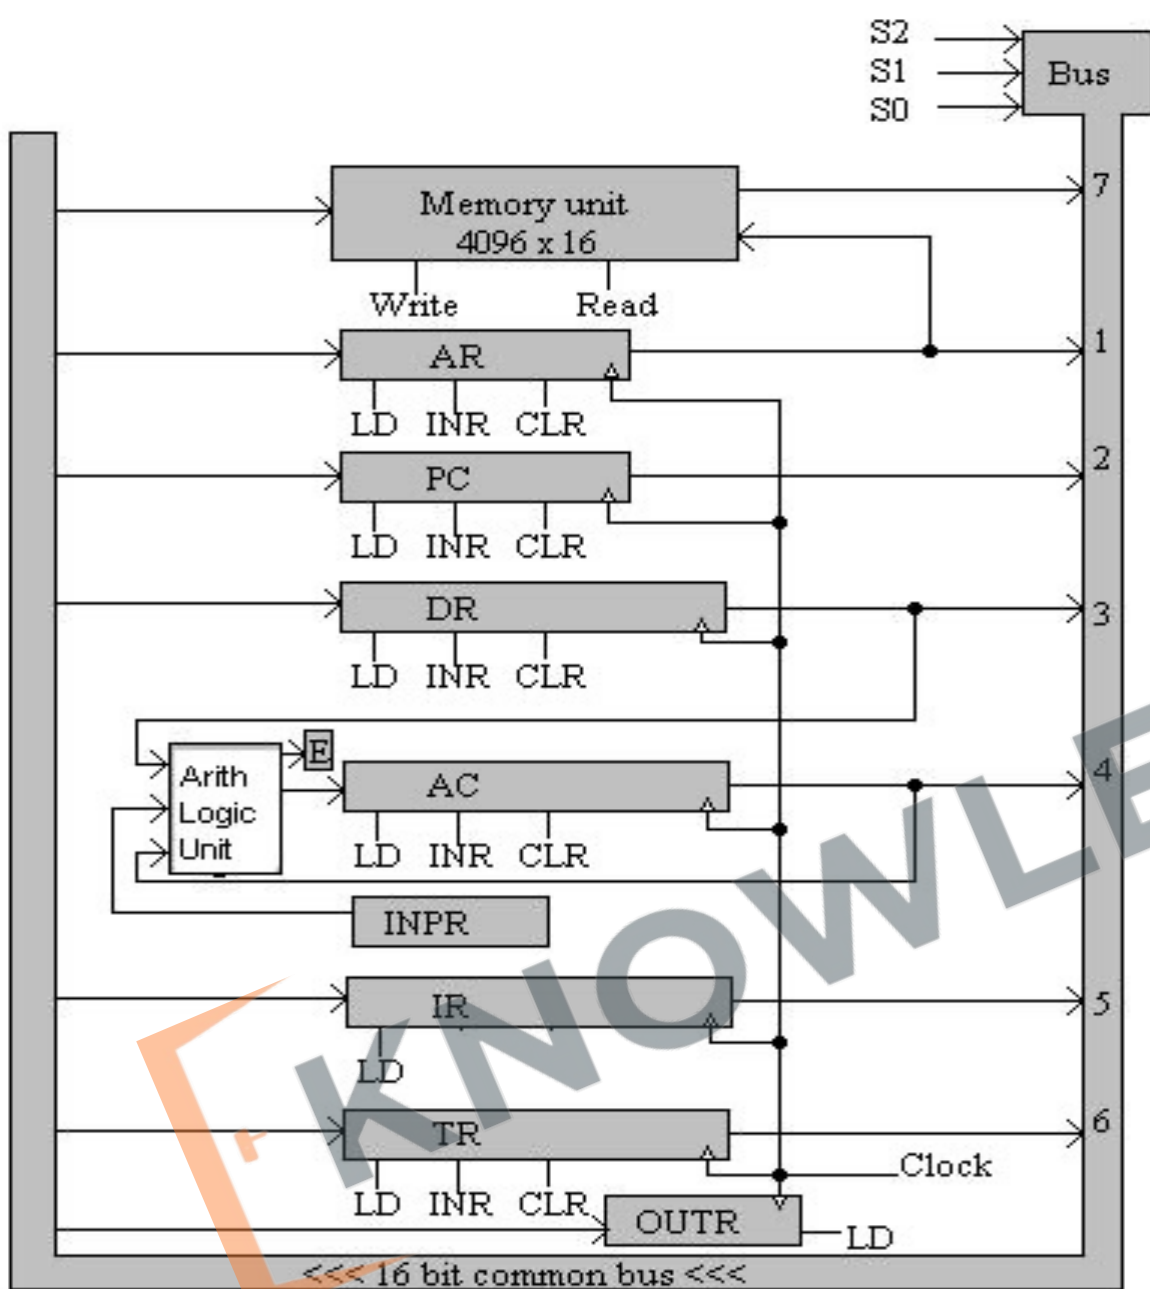 S2
S1
S0
Bus
Memory unit
4096 x 16
7
Write Read
AR
1
LD INR CLR
PC
2
LD INR CLR
DR
3
LD INR CLR
Arith
Logic
Unit
E
AC
4
LD INR CLR
INPR
IR
5
LD
TR
6
Clock
LD INR CLR
OUTR
LD
<<< 16 bit common bus <<<